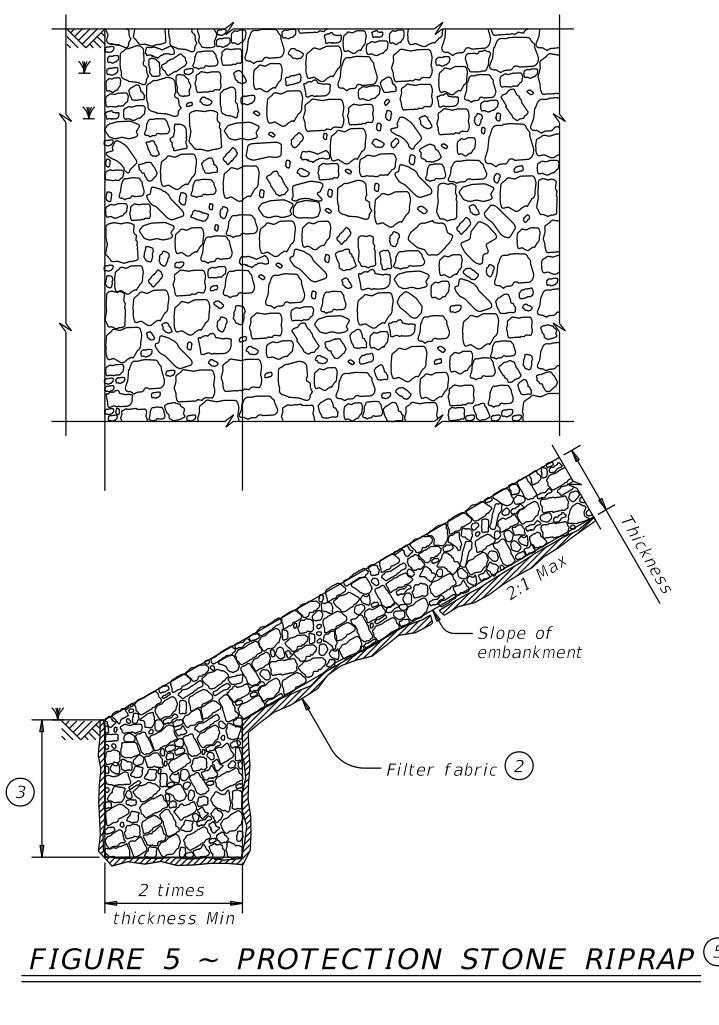 Thickness
2:1 Max
Slope of
embankment
Filter fabric 2
3
2 times
thickness Min
FIGURE 5 ~ PROTECTION STONE RIPRAP 5